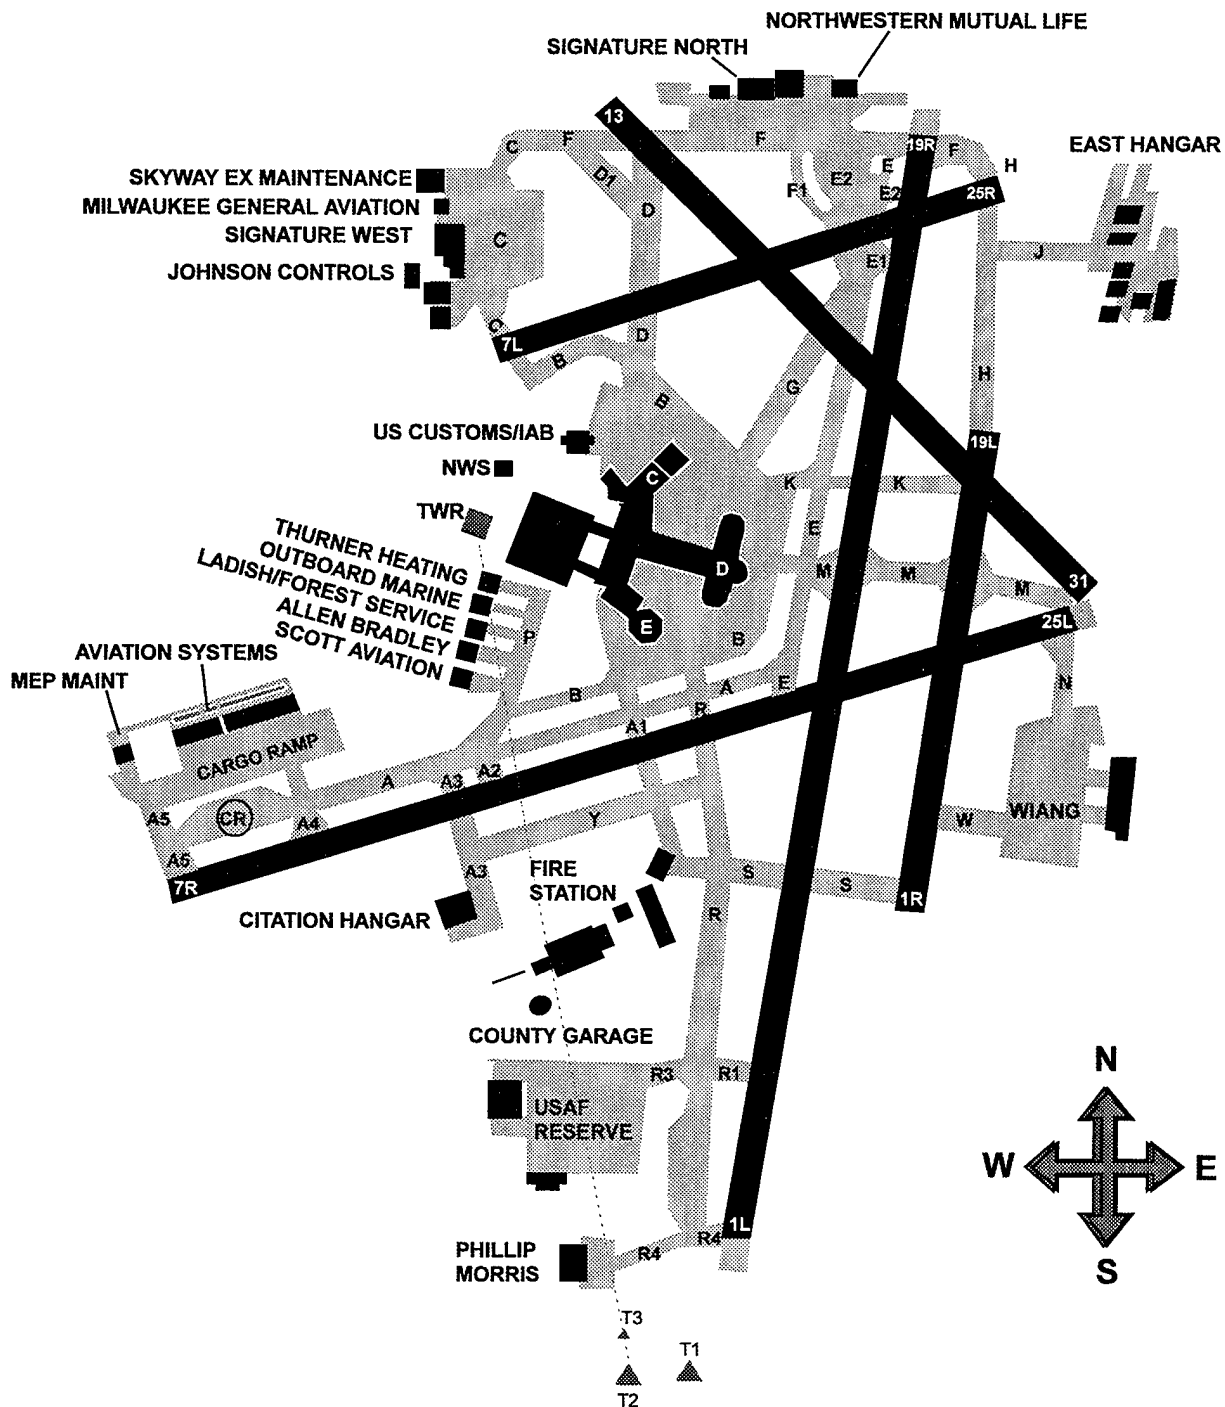 NORTHWESTERN MUTUAL LIFE
SIGNATURE NORTH
13
F
F
19R
F
EAST HANGAR
C
E
H
SKYWAY EX MAINTENANCE
D1
F1
E2
E2
25R
MILWAUKEE GENERAL AVIATION
D
SIGNATURE WEST
C
J
E1
JOHNSON CONTROLS
C
7L
D
B
H
G
B
US CUSTOMS/IAB
19L
NWS
C
K
K
TWR
E
THURNER HEATING
OUTBOARD MARINE
LADISH/FOREST SERVICE
ALLEN BRADLEY
SCOTT AVIATION
D
M
M
M
31
P
E
B
25L
AVIATION SYSTEMS
MEP MAINT
B
A
E
N
R
A1
CARGO RAMP
A
A3
A2
A5
CR
A4
Y
W
WIANG
A5
7R
A3
FIRE
STATION
S
S
1R
CITATION HANGAR
R
COUNTY GARAGE
R3
R1
N
USAF
RESERVE
W
E
1L
R4
R4
PHILLIP
MORRIS
S
T3
T1
T2